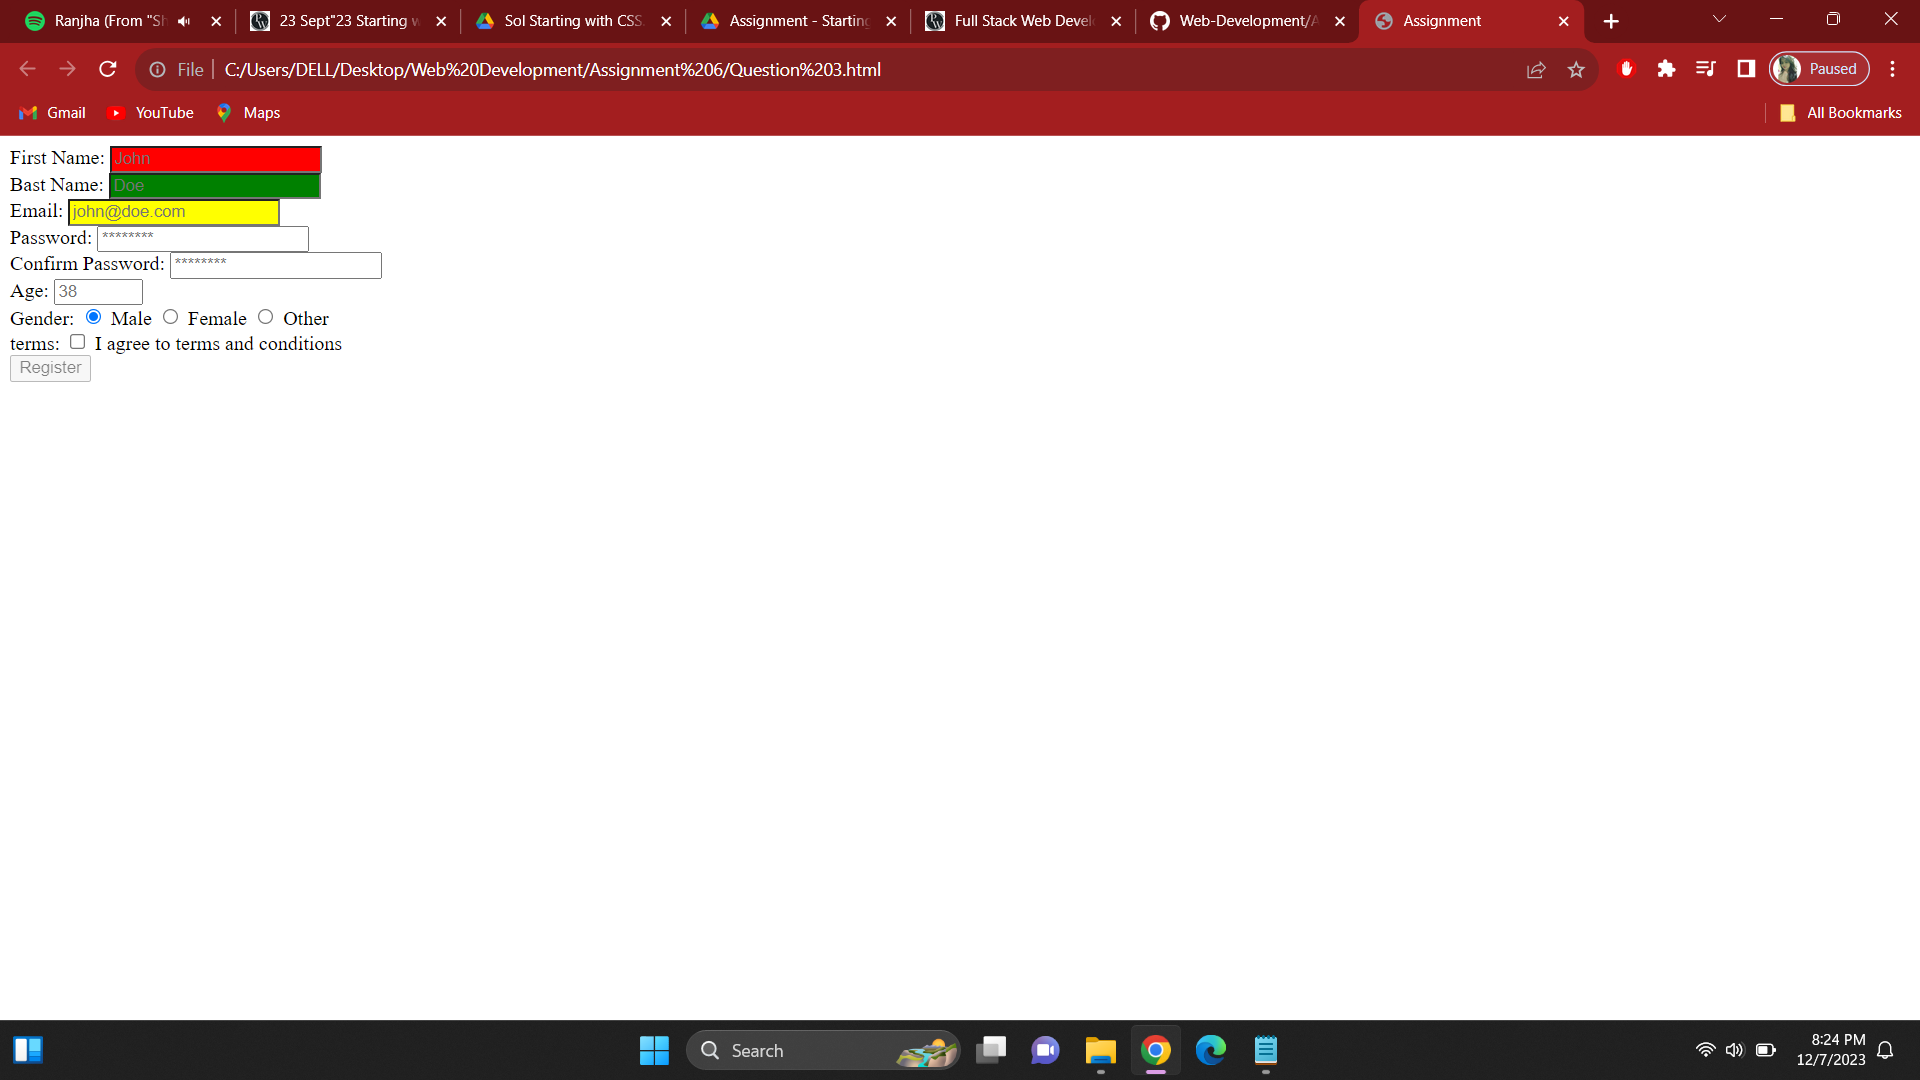 Ranjha (From "Sh
23 Sept"23 Starting w
Sol Starting with CSS.
Assignment - Starting
Full Stack Web Devel
Web-Development/A
Assignment
File
C:/Users/DELL/Desktop/Web%20Development/Assignment%206/Question%203.html
Paused
Gmail
YouTube
Maps
All Bookmarks
First Name: John
Bast Name: Doe
Email: john@doe.com
Password: ********
Confirm Password: ********
Age: 38
Gender: Male Female Other
terms: I agree to terms and conditions
Register
Search
8:24 PM
12/7/2023